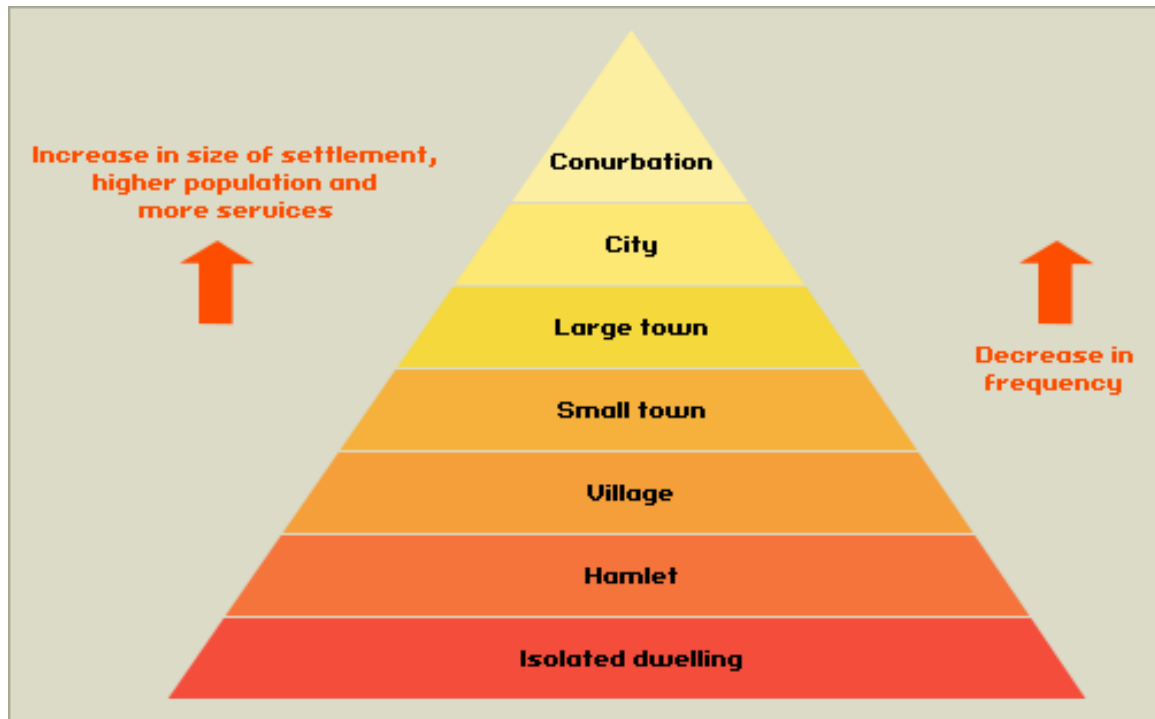 Increase in size of settlement,
higher population and
more services
Conurbation
City
Large town
Decrease in
frequency
Small town
Village
Hamlet
Isolated dwelling